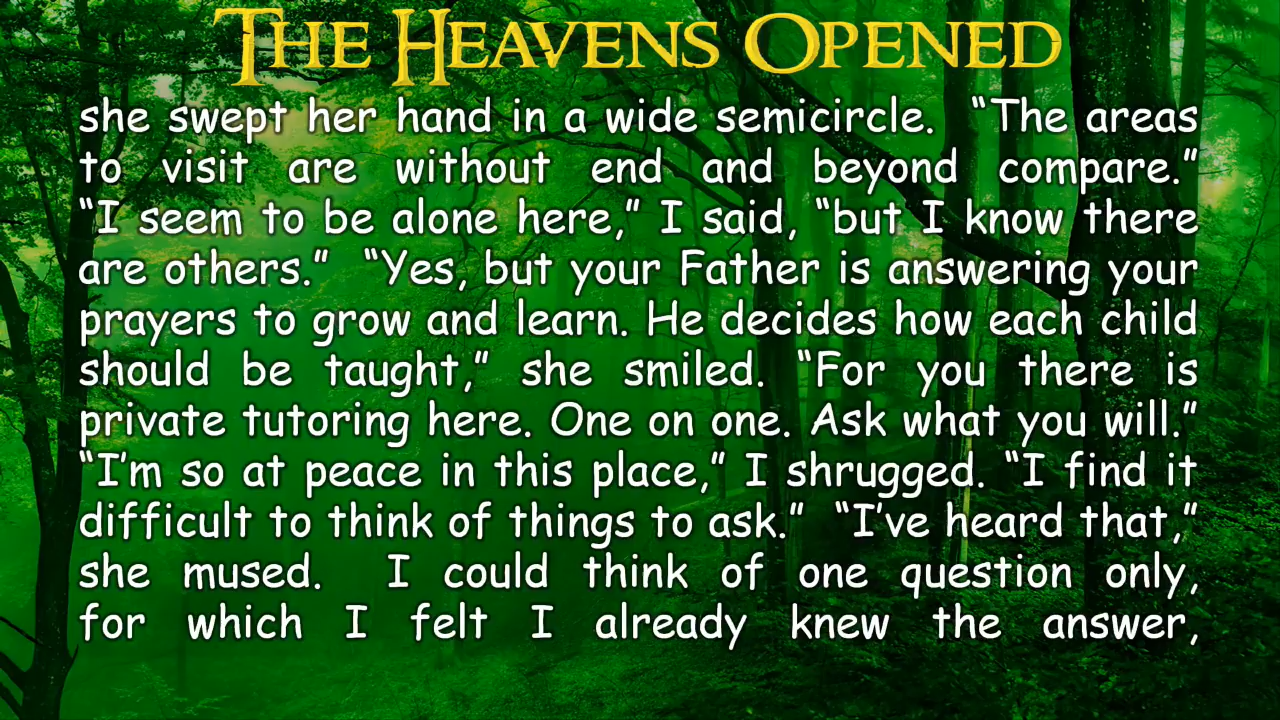 THE HEAVENS OPENED
she swept her hand in a wide semicircle.  “The areas
to visit are without end and beyond compare.”
“I seem to be alone here,” I said, “but I know there
are others.”  “Yes, but your Father is answering your
prayers to grow and learn. He decides how each child
should be taught,” she smiled. “For you there is
private tutoring here. One on one. Ask what you will.”
“I’m so at peace in this place,” I shrugged. “I find it
difficult to think of things to ask.”  “I’ve heard that,”
she mused.  I could think of one question only,
for which I felt I already knew the answer,